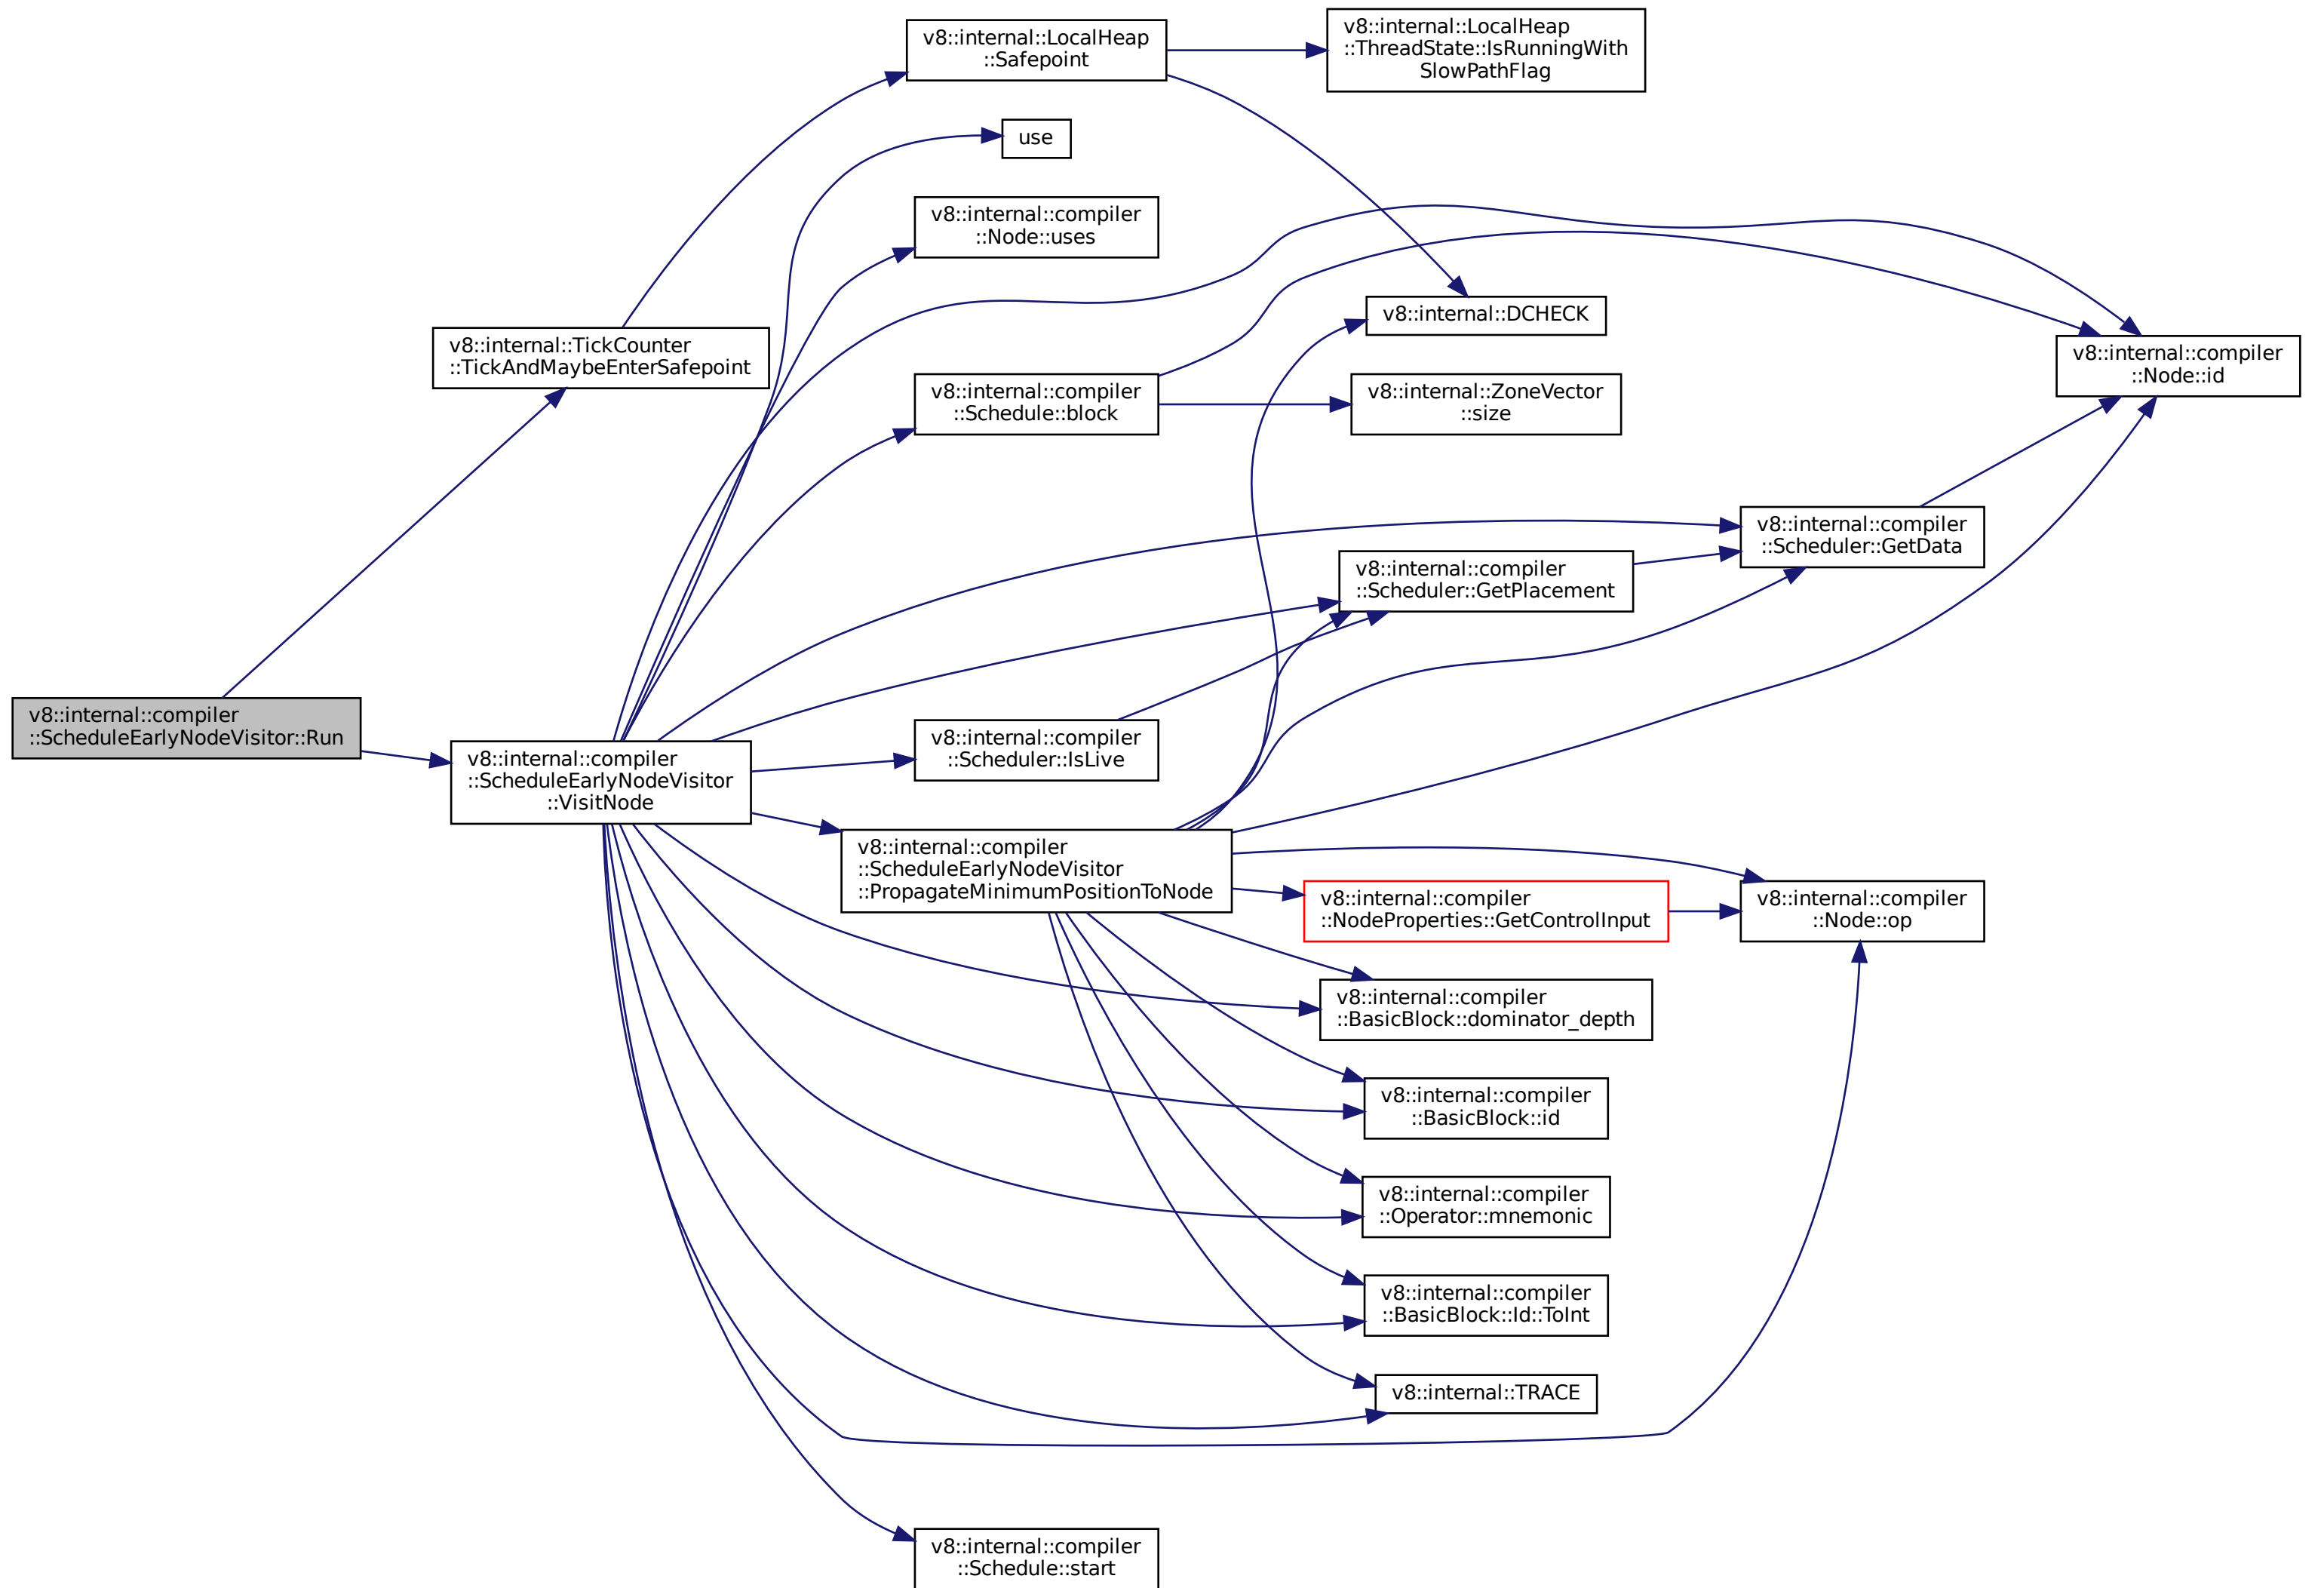 v8::internal::LocalHeap
::Safepoint
v8::internal::LocalHeap
::ThreadState::IsRunningWith
SlowPathFlag
use
v8::internal::compiler
::Node::uses
v8::internal::DCHECK
v8::internal::TickCounter
::TickAndMaybeEnterSafepoint
v8::internal::compiler
::Node::id
v8::internal::compiler
::Schedule::block
v8::internal::ZoneVector
::size
v8::internal::compiler
::Scheduler::GetData
v8::internal::compiler
::Scheduler::GetPlacement
v8::internal::compiler
::ScheduleEarlyNodeVisitor::Run
v8::internal::compiler
::Scheduler::IsLive
v8::internal::compiler
::ScheduleEarlyNodeVisitor
::VisitNode
v8::internal::compiler
::ScheduleEarlyNodeVisitor
::PropagateMinimumPositionToNode
v8::internal::compiler
::NodeProperties::GetControlInput
v8::internal::compiler
::Node::op
v8::internal::compiler
::BasicBlock::dominator_depth
v8::internal::compiler
::BasicBlock::id
v8::internal::compiler
::Operator::mnemonic
v8::internal::compiler
::BasicBlock::Id::ToInt
v8::internal::TRACE
v8::internal::compiler
::Schedule::start